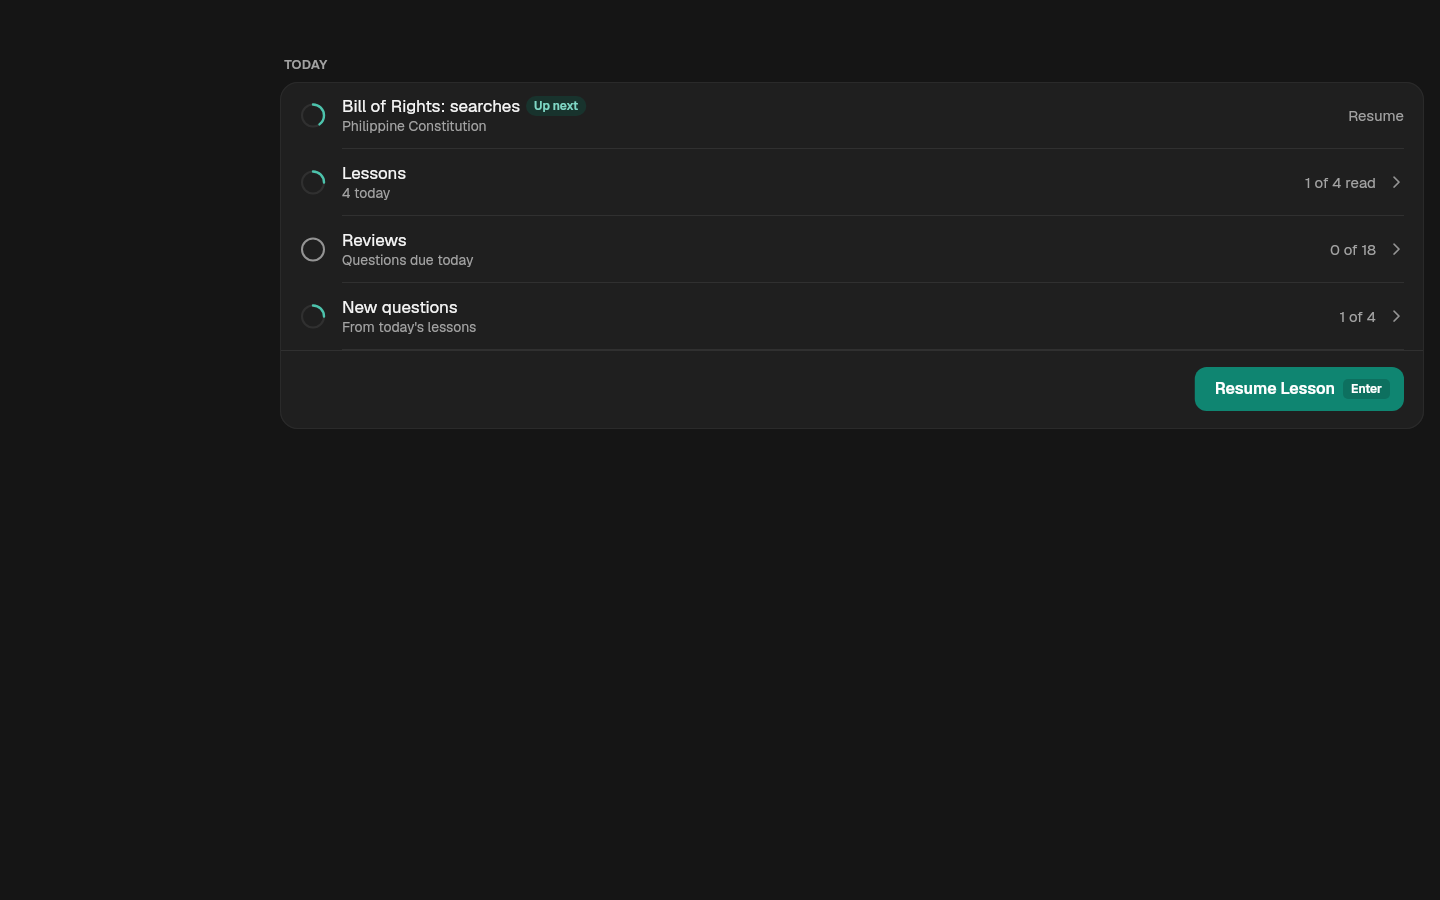 TODAY
Bill of Rights: searches Up next
Philippine Constitution
Resume
Lessons
4 today
1 of 4 read
Reviews
Questions due today
0 of 18
New questions
From today's lessons
1 of 4
Resume Lesson Enter